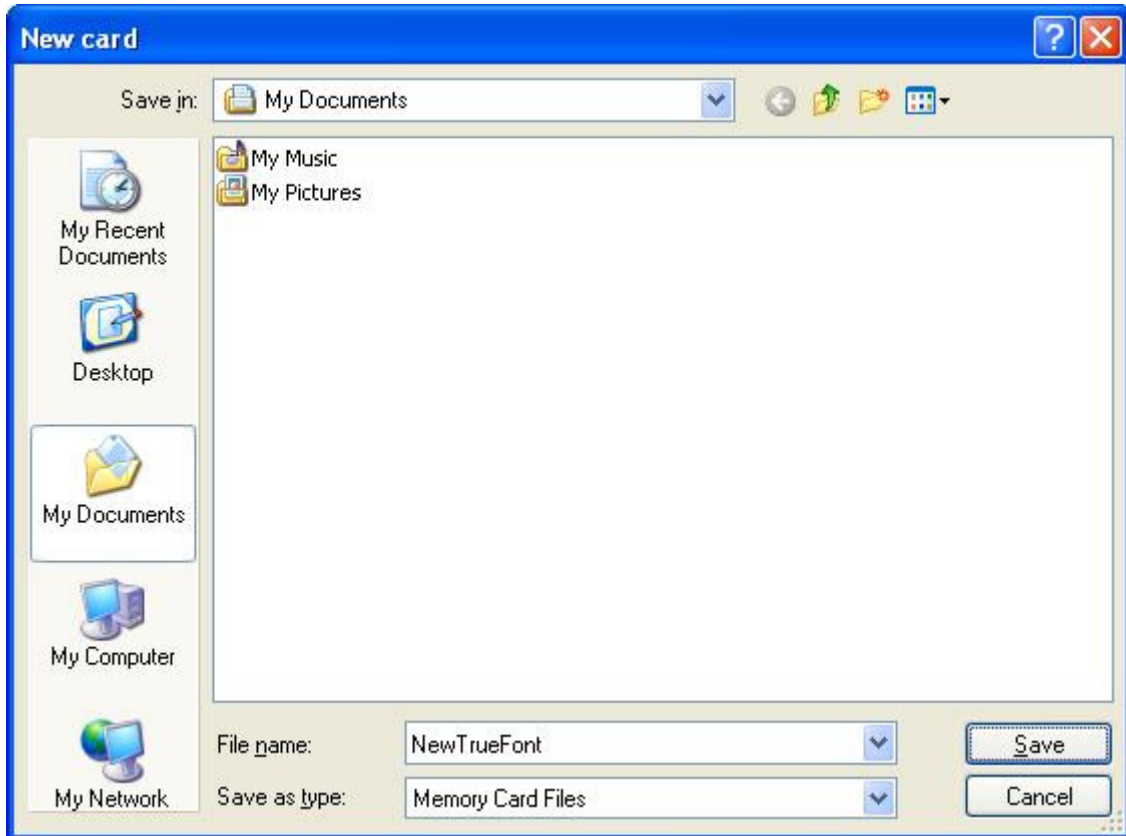 New card
Save in:
My Documents
My Music
My Pictures
My Recent
Documents
Desktop
My Documents
My Computer
My Network
File name:
NewTrueFont
Save
Save as type:
Memory Card Files
Cancel